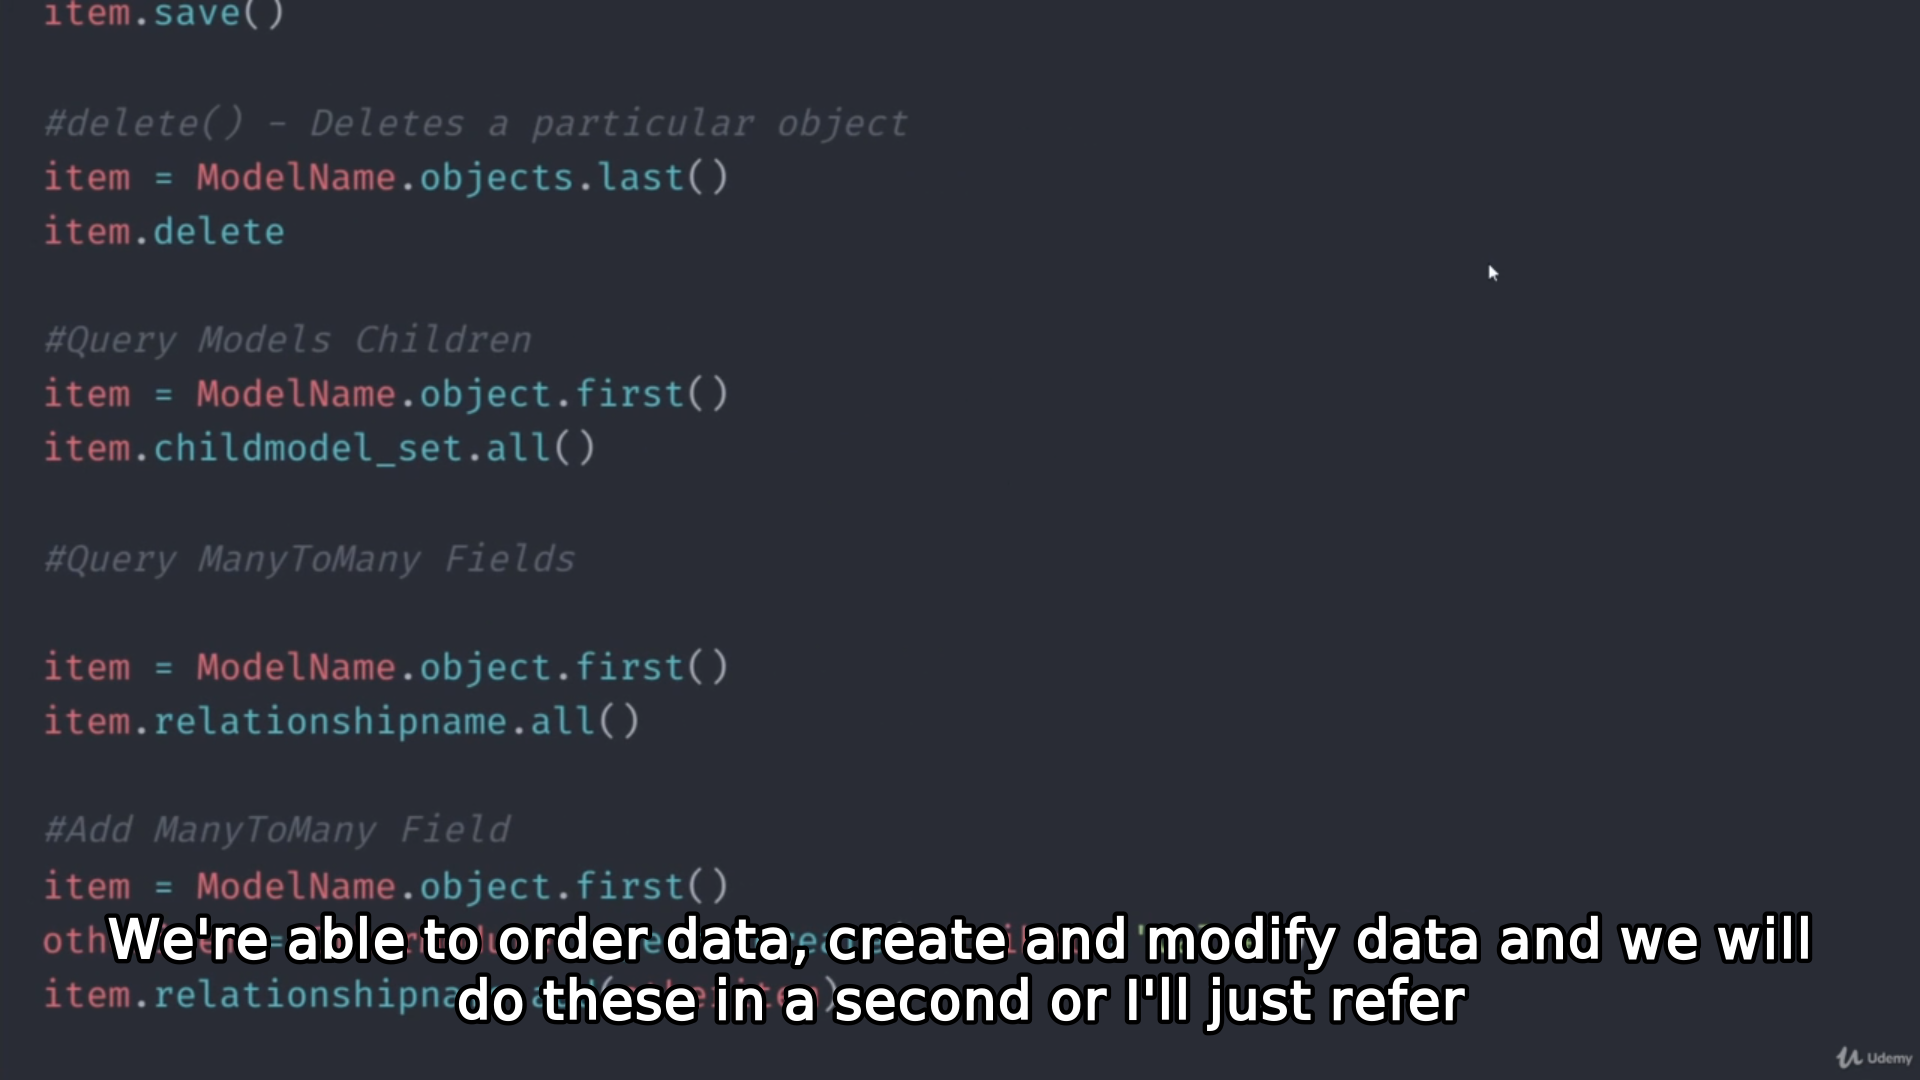 item.save()
#delete() - Deletes a particular object
item = ModelName.objects.last()
item.delete
#Query Models Children
item = ModelName.object.first()
item.childmodel_set.all()
#Query ManyToMany Fields
item = ModelName.object.first()
item.relationshipname.all()
#Add ManyToMany Field
item = ModelName.object.first()
We're able to order data, create and modify data and we will
item.relationshipna
do these in a second or I'll just refer
Udemy